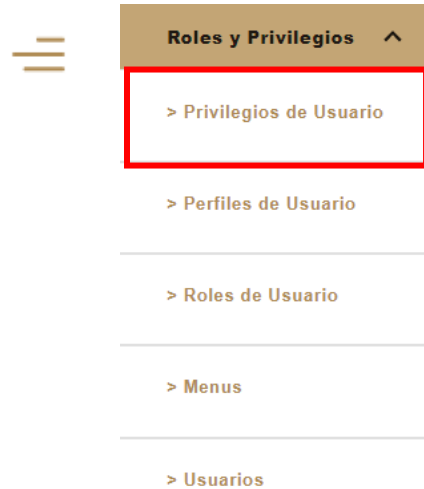 Roles y Privilegios
> Privilegios de Usuario
> Perfiles de Usuario
> Roles de Usuario
> Menus
> Usuarios